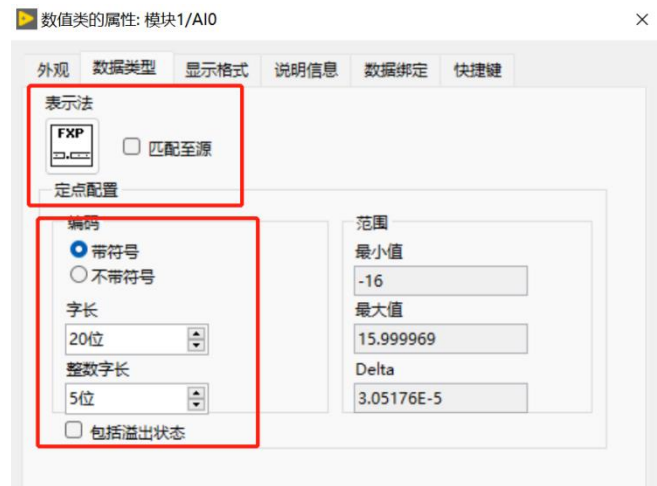 数值类的属性: 模块1/AI0
外观 数据类型 显示格式 说明信息 数据绑定 快捷键
表示法
FXP
匹配至源
定点配置
编码
带符号
不带符号
字长
20位
整数字长
5位
包括溢出状态
范围
最小值
-16
最大值
15.999969
Delta
3.05176E-5